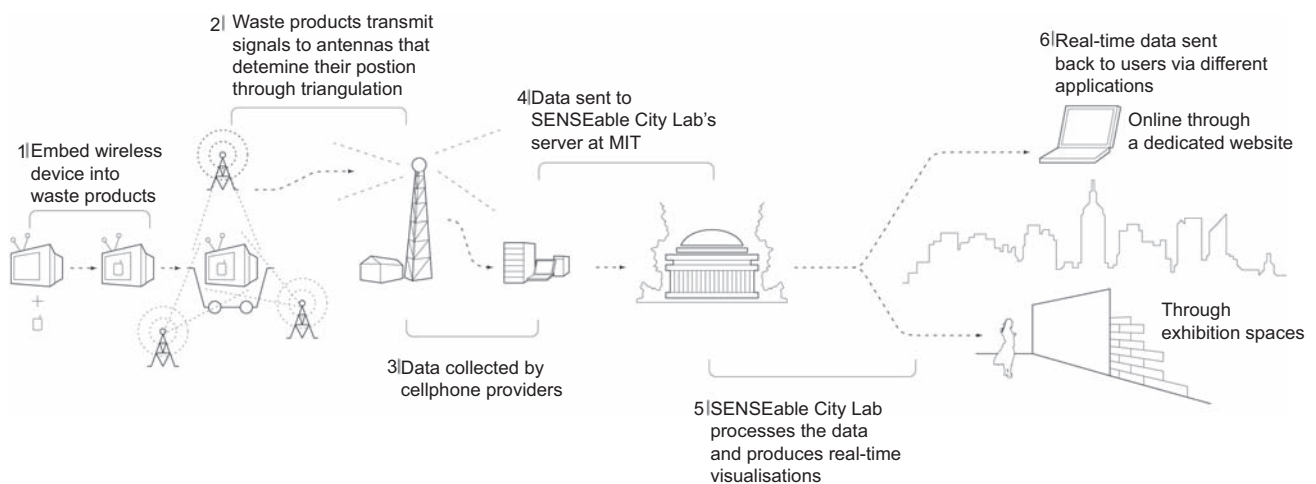 1 Embed wireless
device into
waste products
2 Waste products transmit
signals to antennas that
detemine their postion
through triangulation
3 Data collected by
cellphone providers
4 Data sent to
SENSEable City Lab's
server at MIT
5 SENSEable City Lab
processes the data
and produces real-time
visualisations
6 Real-time data sent
back to users via different
applications
Online through
a dedicated website
Through
exhibition spaces